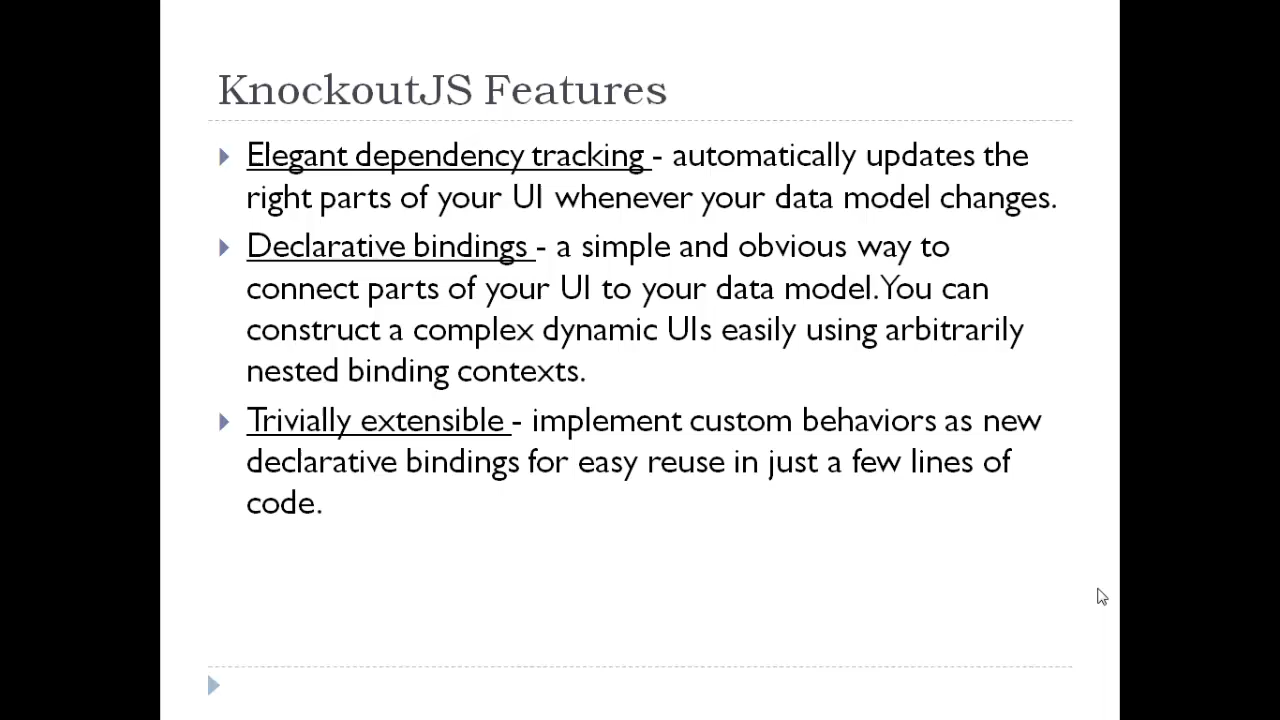 KnockoutJS Features
Elegant dependency tracking - automatically updates the
right parts of your UI whenever your data model changes.
Declarative bindings - a simple and obvious way to
connect parts of your UI to your data model. You can
construct a complex dynamic UIs easily using arbitrarily
nested binding contexts.
Trivially extensible - implement custom behaviors as new
declarative bindings for easy reuse in just a few lines of
code.